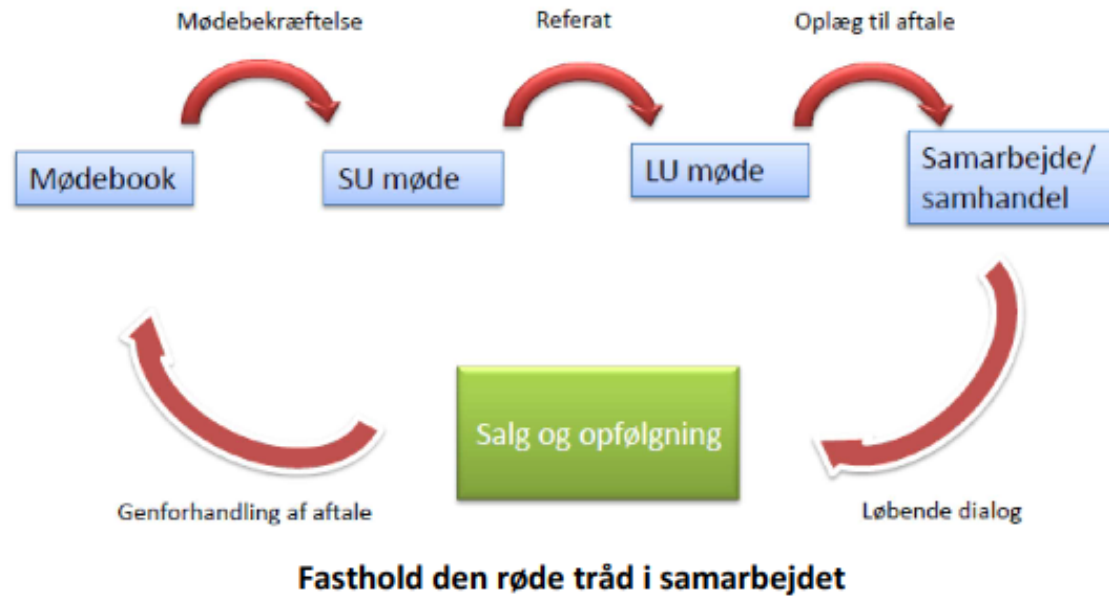 Mødebekræftelse
Referat
Oplæg til aftale
Mødebook
SU møde
LU møde
Samarbejde/
samhandel
Salg og opfølgning
Genforhandling af aftale
Løbende dialog
Fasthold den røde tråd i samarbejdet